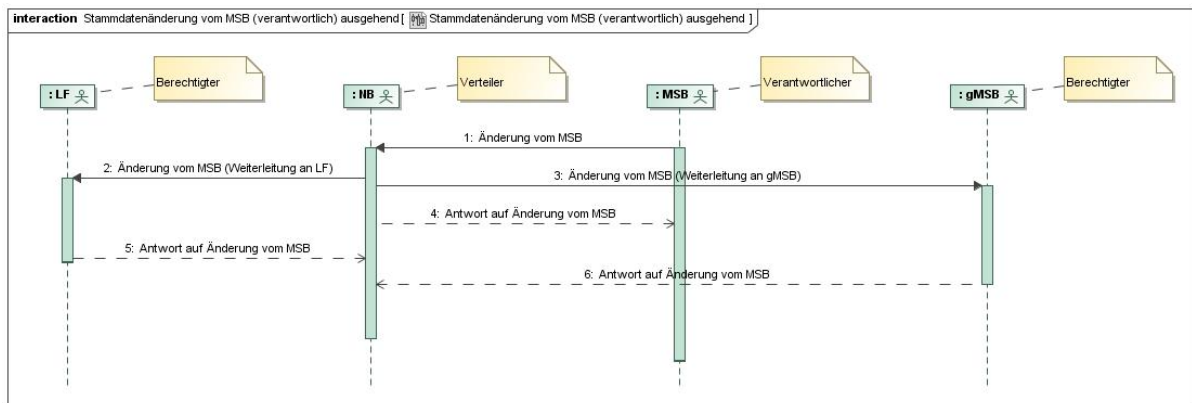 interaction Stammdatenänderung vom MSB (verantwortlich) ausgehend [ Stammdatenänderung vom MSB (verantwortlich) ausgehend ]
Berechtigter
Verteiler
Verantwortlicher
Berechtigter
: LF
: NB
: MSB
: gMSB
1: Änderung vom MSB
2: Änderung vom MSB (Weiterleitung an LF)
3: Änderung vom MSB (Weiterleitung an gMSB)
4: Antwort auf Änderung vom MSB
5: Antwort auf Änderung vom MSB
6: Antwort auf Änderung vom MSB